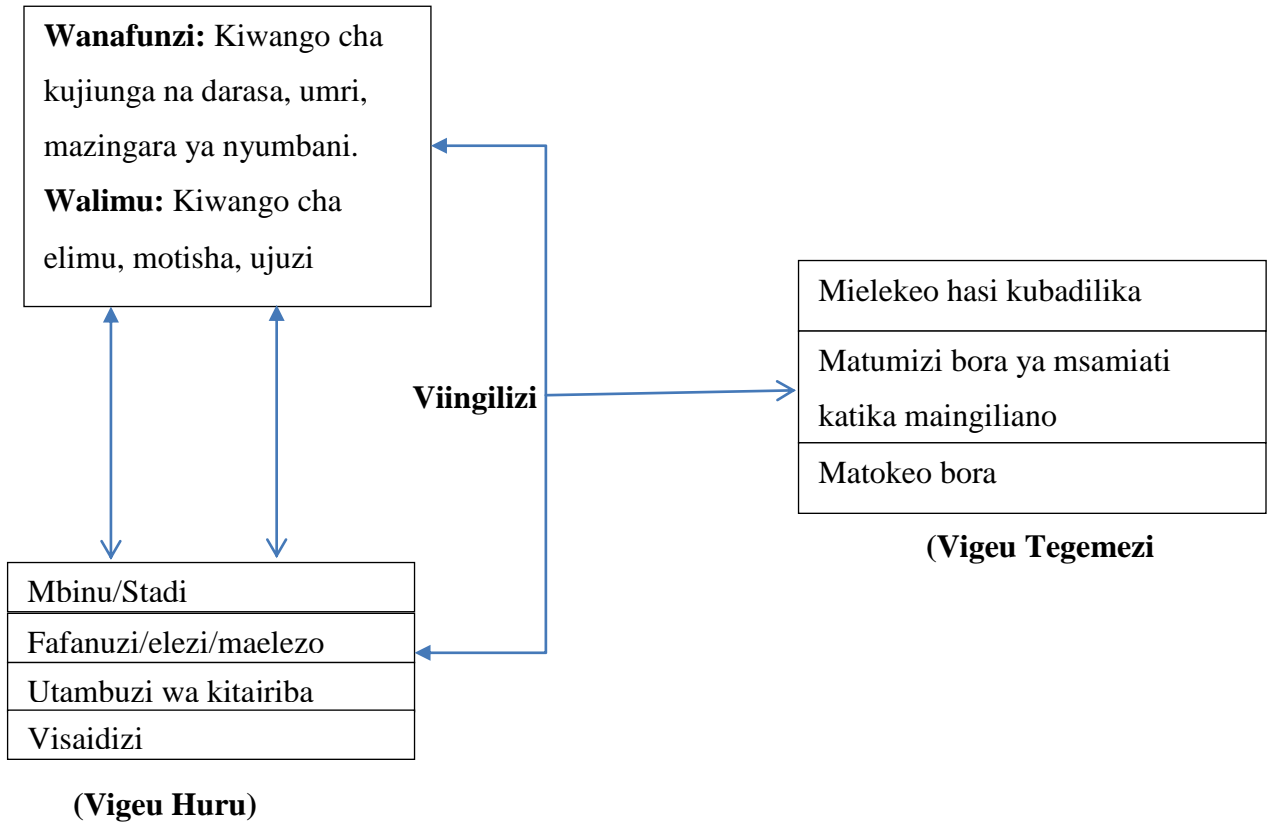 Wanafunzi: Kiwango cha
kujiunga na darasa, umri,
mazingara ya nyumbani.
Walimu: Kiwango cha
elimu, motisha, ujuzi
Viingilizi
Mielekeo hasi kubadilika
Matumizi bora ya msamiati
katika maingiliano
Matokeo bora
(Vigeu Tegemezi
Mbinu/Stadi
Fafanuzi/elezi/maelezo
Utambuzi wa kitajriba
Visaidizi
(Vigeu Huru)